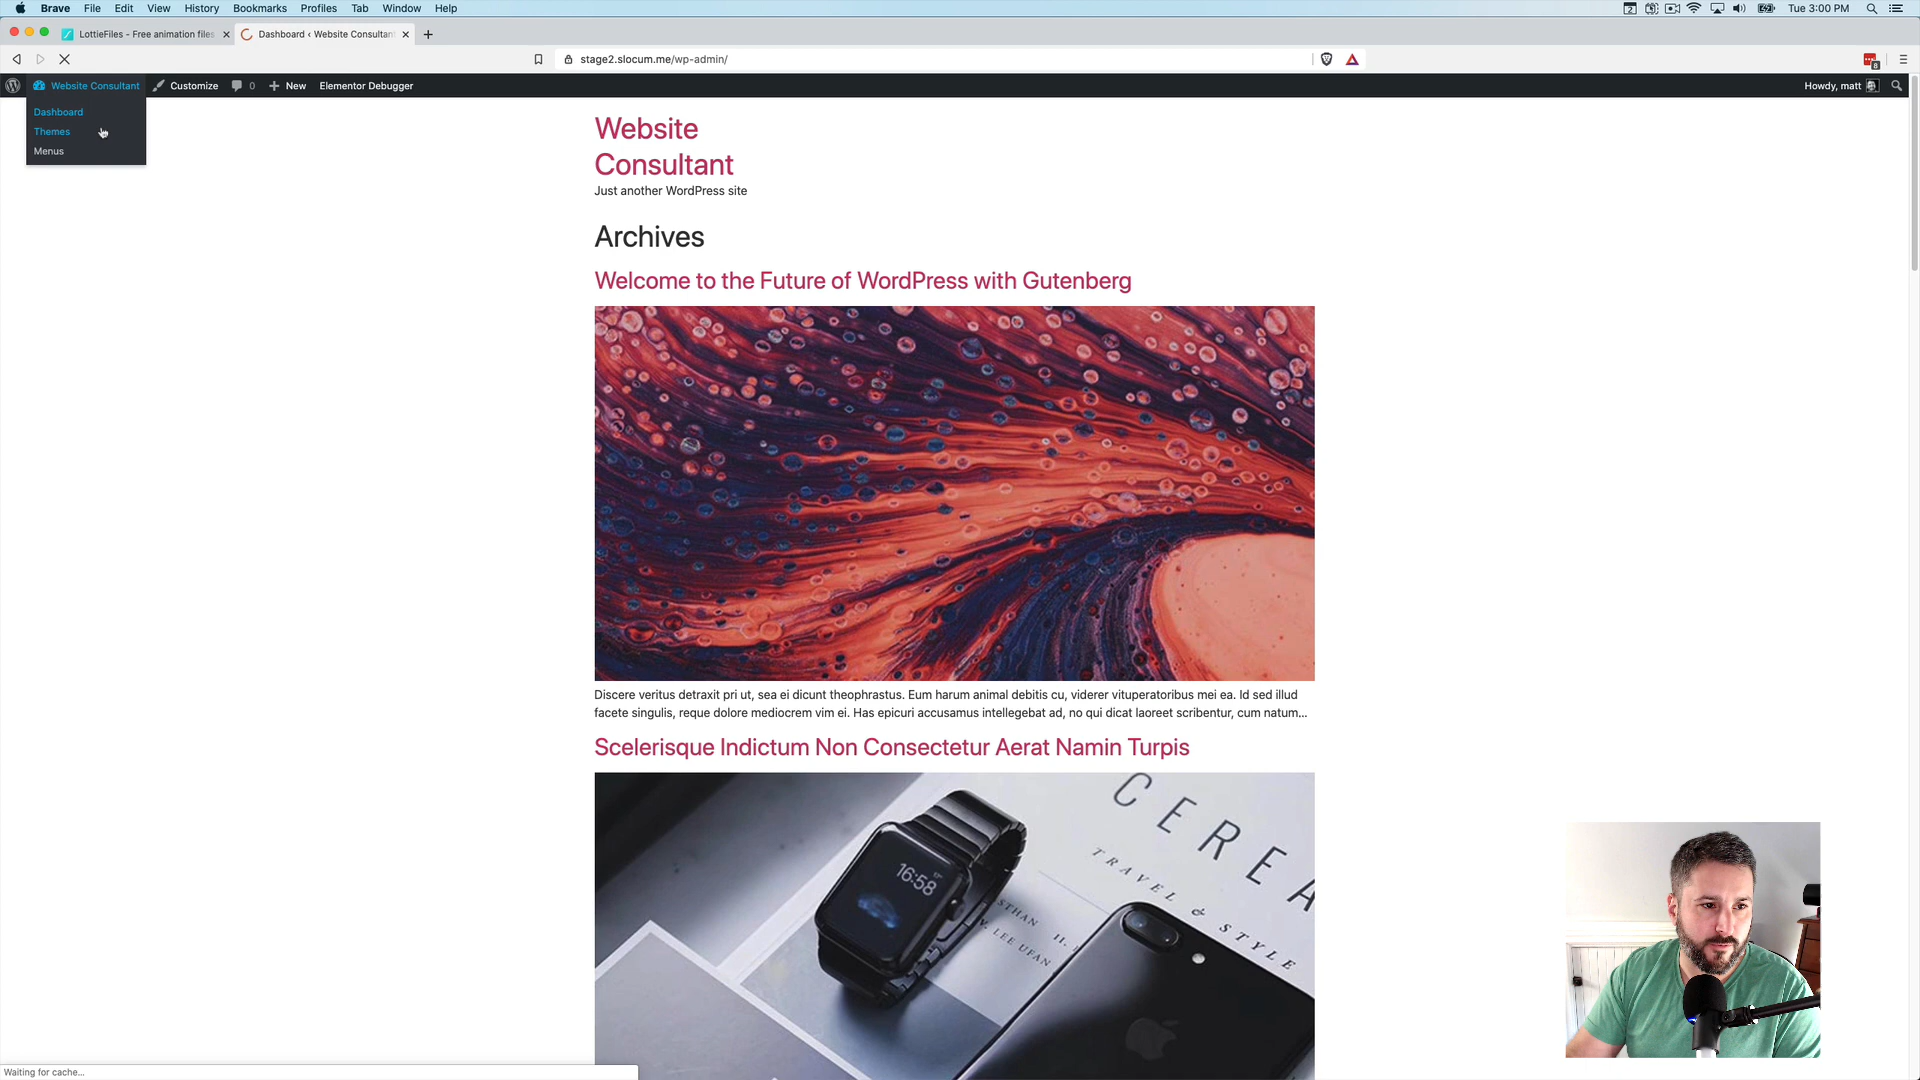 Brave File Edit View History Bookmarks Profiles Tab Window Help
2
Tue 3:00 PM
LottieFiles - Free animation files
Dashboard ‹ Website Consultant
stage2.slocum.me/wp-admin/
8
Website Consultant Customize 0 New Elementor Debugger
Howdy, matt
Dashboard
Themes
Menus
Website
Consultant
Just another WordPress site
Archives
Welcome to the Future of WordPress with Gutenberg
Discere veritus detraxit pri ut, sea ei dicunt theophrastus. Eum harum animal debitis cu, viderer vituperatoribus mei ea. Id sed illud
facete singulis, reque dolore mediocrem vim ei. Has epicuri accusamus intellegebat ad, no qui dicat laoreet scribentur, cum natum...
Scelerisque Indictum Non Consectetur Aerat Namin Turpis
CEREA
TRAVEL & STYLE
16:58
LEE UFAN
Waiting for cache...